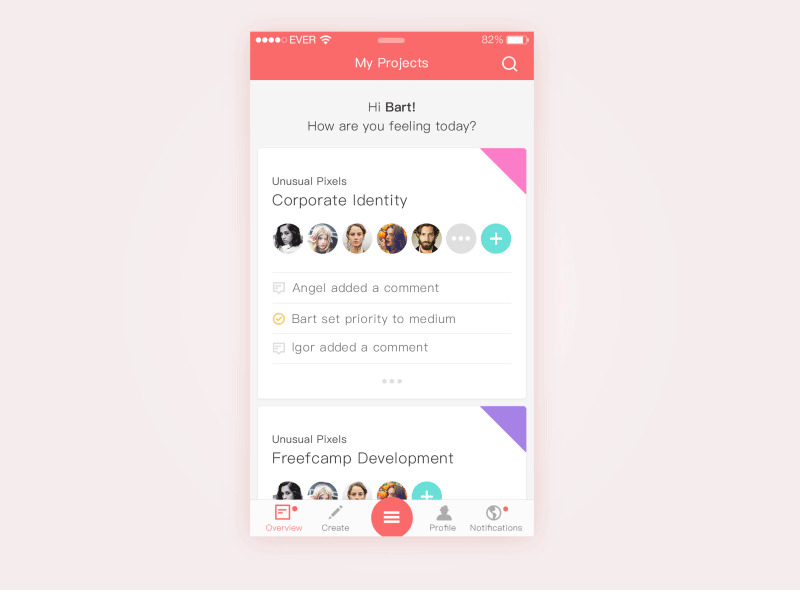 EVER
82%
My Projects
Hi Bart!
How are you feeling today?
Unusual Pixels
Corporate Identity
Angel added a comment
Bart set priority to medium
Igor added a comment
Unusual Pixels
Freefcamp Development
Overview
Create
Profile
Notifications